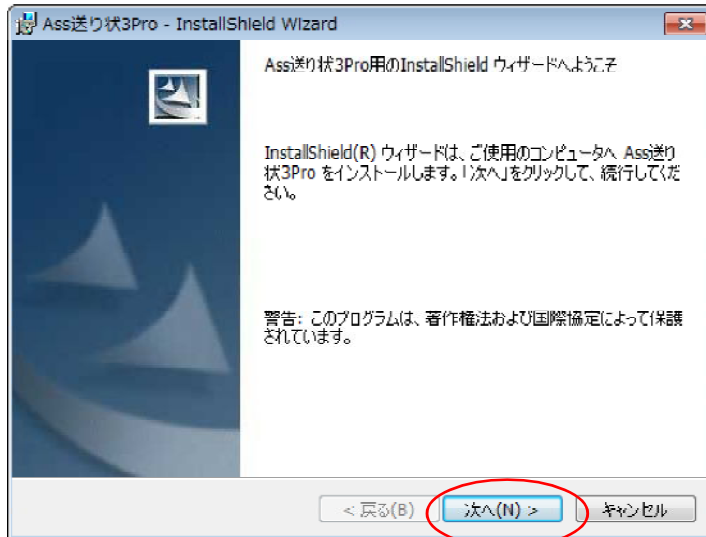 Ass送り状3Pro - InstallShield Wizard
Ass送り状3Pro用のInstallShield ウィザードへようこそ
InstallShield(R) ウィザードは、ご使用のコンピュータへ Ass送り
状3Pro をインストールします。「次へ」をクリックして、続行してくだ
さい。
警告: このプログラムは、著作権法および国際協定によって保護
されています。
< 戻る(B)
次へ(N) >
キャンセル